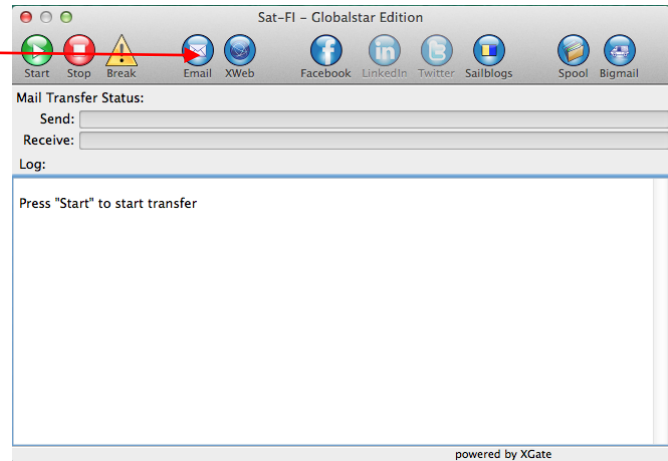 Sat-FI – Globalstar Edition
Start Stop Break Email XWeb Facebook LinkedIn Twitter Sailblogs Spool Bigmail
Mail Transfer Status:
Send:
Receive:
Log:
Press "Start" to start transfer
powered by XGate